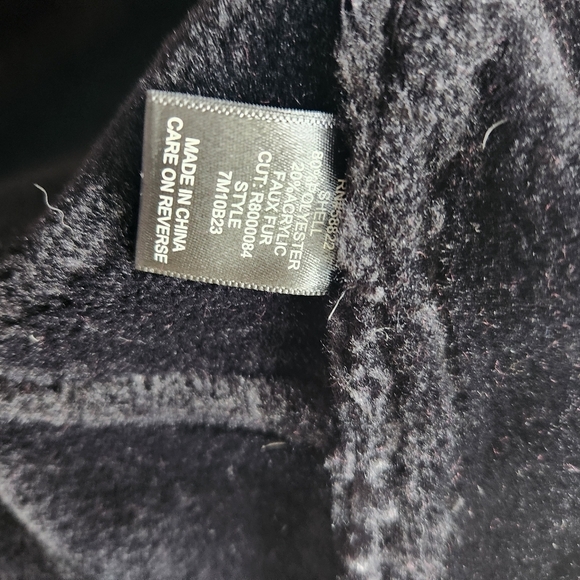 SHELL
20% ACRYLIC
FAUX FUR
CUT: R8000084
STYLE
7M10B23
MADE IN CHINA
CARE ON REVERSE